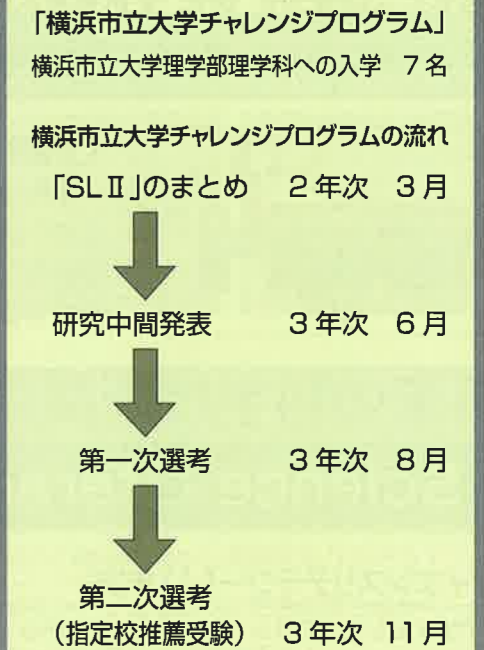 「横浜市立大学チャレンジプログラム」
横浜市立大学理学部理学科への入学　7名
横浜市立大学チャレンジプログラムの流れ
「SLⅡ」のまとめ　2年次　3月
研究中間発表　3年次　6月
第一次選考　3年次　8月
第二次選考
（指定校推薦受験）　3年次　11月